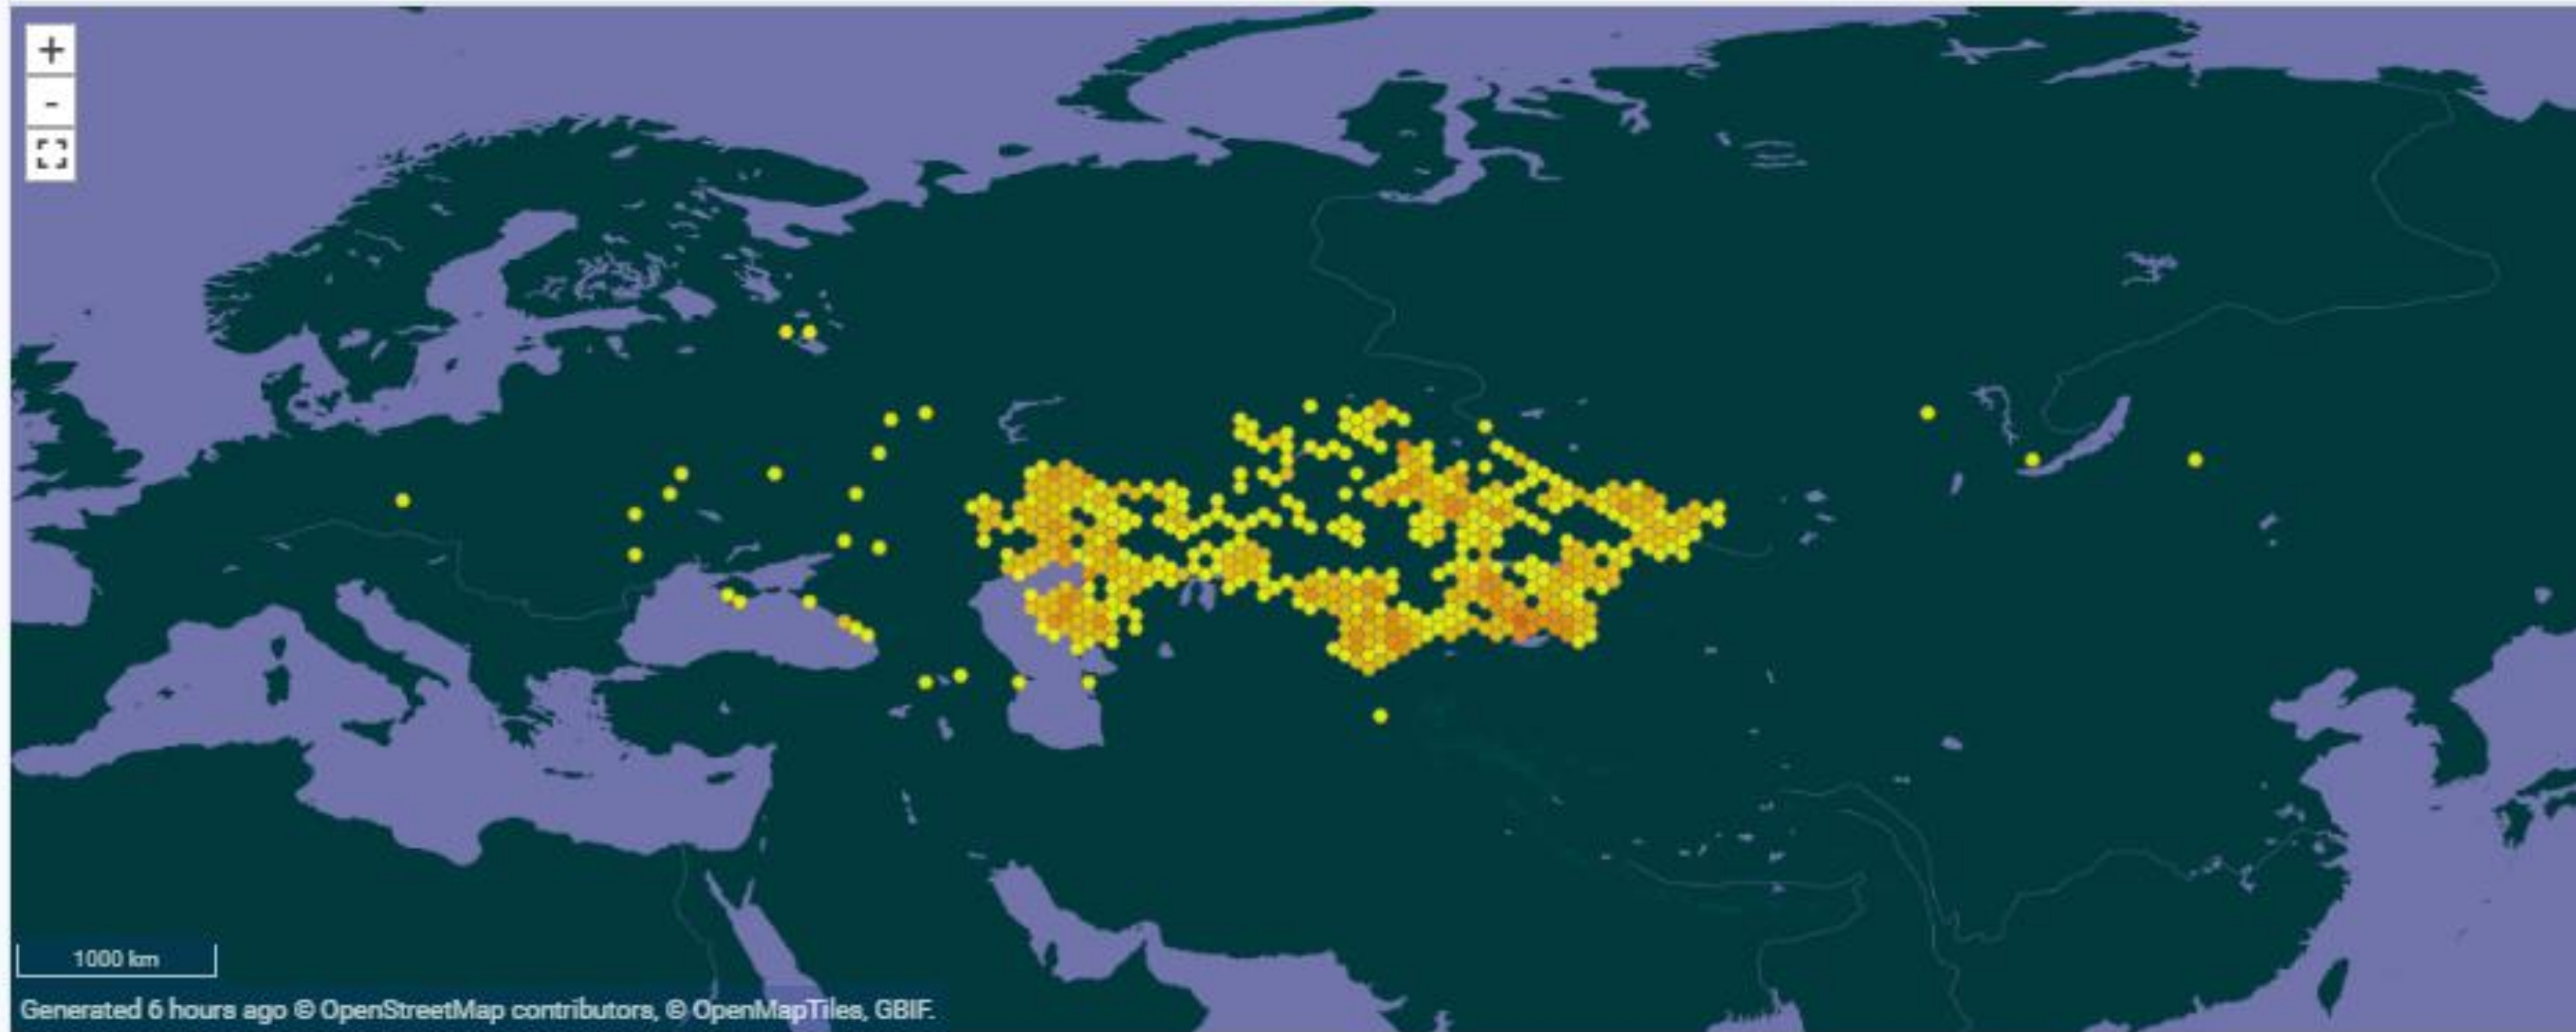 +
-
1000 km
Generated 6 hours ago © OpenStreetMap contributors, © OpenMapTiles, GBIF.